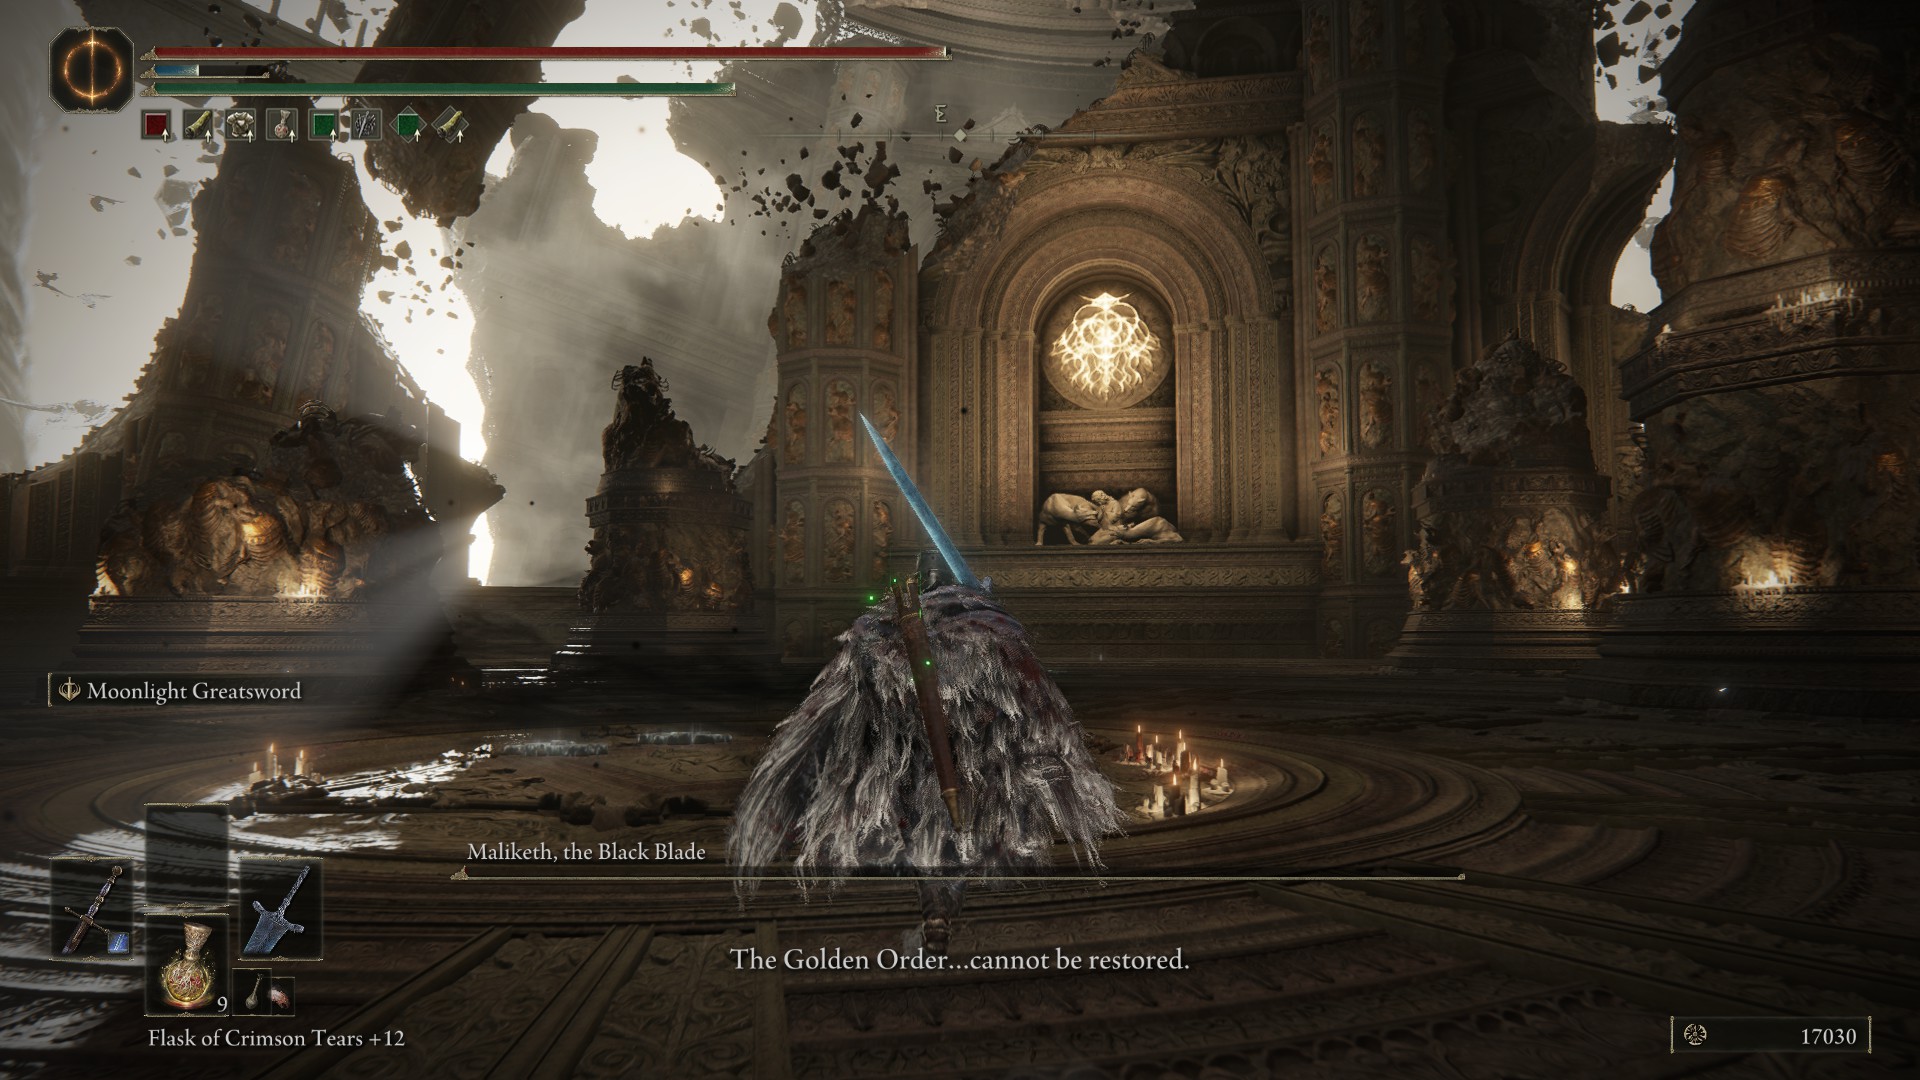 E
Moonlight Greatsword
Maliketh, the Black Blade
The Golden Order...cannot be restored.
9
Flask of Crimson Tears +12
17030